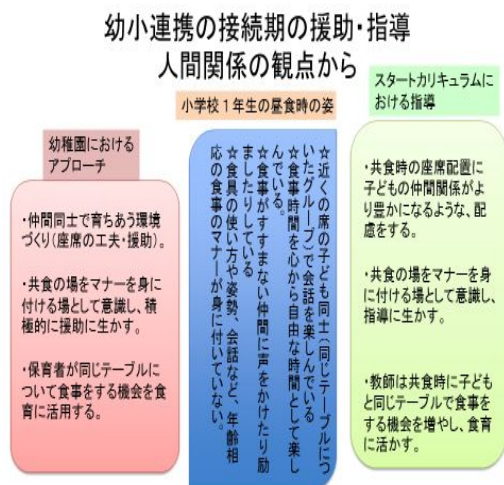 幼小連携の接続期の援助・指導
人間関係の観点から
幼稚園における
アプローチ
・仲間同士で育ちあう環境
づくり(座席の工夫・援助)。
・共食の場をマナーを身に
付ける場として意識し、積
極的に援助に生かす。
・保育者が同じテーブル
について食事をする機会を食
育に活用する。
小学校1年生の昼食時の姿
☆近くの席の子ども同士(同じテーブルにつ
いたグループ)で会話を楽しんでいる
☆食事時間を心から自由な時間として楽し
んでいる。
☆食事がすすまない仲間に声をかけたり励
ましたりしている
☆食具の使い方や姿勢、会話など、年齢相
応の食事のマナーが身に付いていない。
スタートカリキュラムに
おける指導
・共食時の座席配置に
子どもの仲間関係がよ
り豊かになるような、配
慮をする。
・共食の場をマナーを身
に付ける場として意識し、
指導に生かす。
・教師は共食時に子ども
と同じテーブルで食事を
する機会を増やし、食育
に活かす。